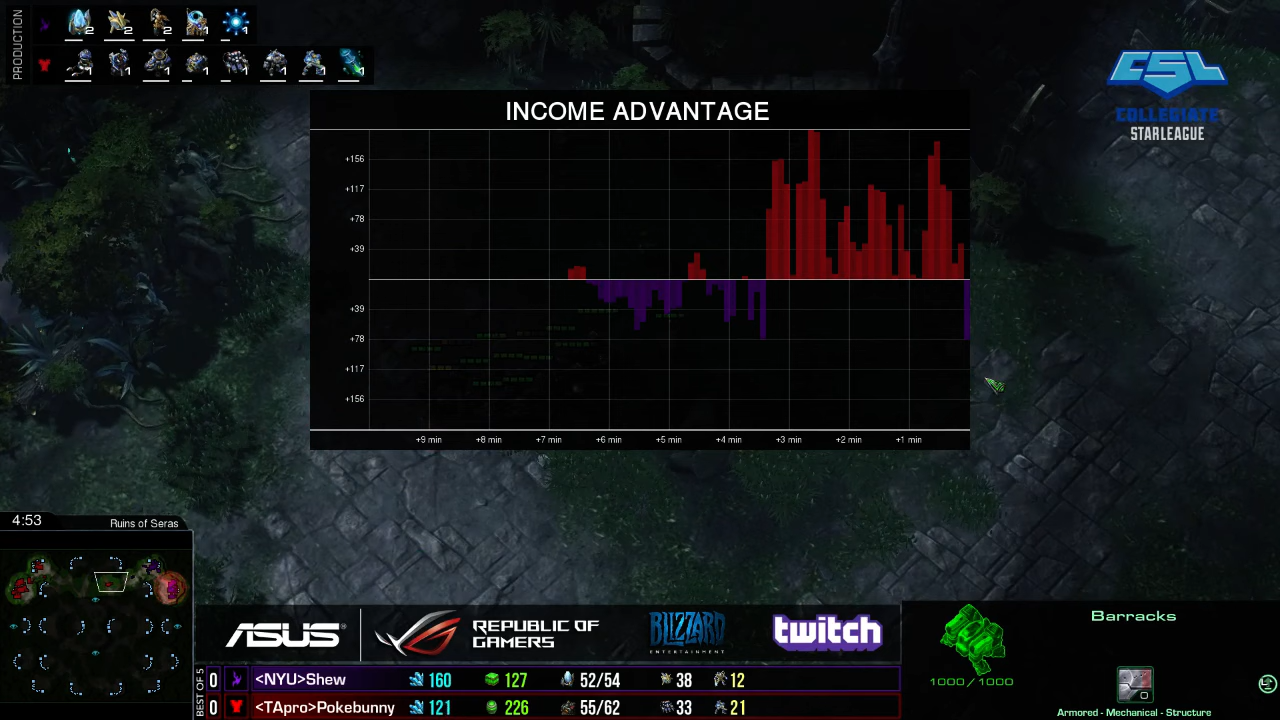 PRODUCTION
2 2 2 1 1
1 1 1 1 1 1 1 1
CSL
COLLEGIATE
STARLEAGUE
INCOME ADVANTAGE
+156
+117
+78
+39
+39
+78
+117
+156
+9 min +8 min +7 min +6 min +5 min +4 min +3 min +2 min +1 min
4:53 Ruins of Seras
ASUS REPUBLIC OF GAMERS BLIZZARD ENTERTAINMENT twitch
BEST OF 5
0 <NYU>Shew 160 127 52/54 38 12
0 <TApro>Pokebunny 121 226 55/62 33 21
Barracks
1000/1000
Armored - Mechanical - Structure